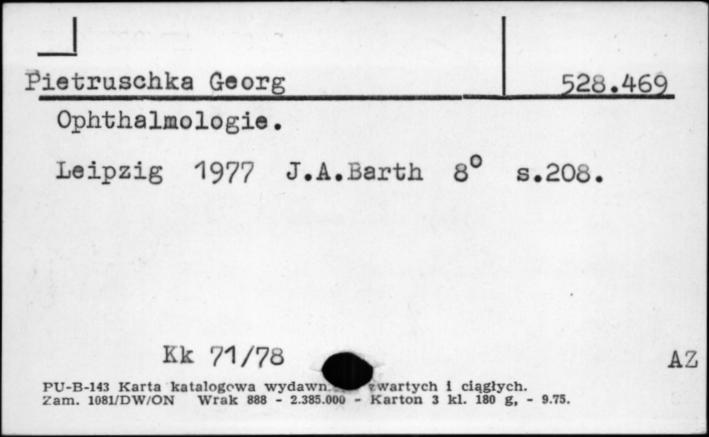 Pietruschka Georg 528.469
Ophthalmologie.
Leipzig 1977 J.A.Barth 8° s.208.
Kk 71/78 AZ
PU-B-143 Karta katalogowa wydawn. zwartych i ciągłych.
Zam. 1081/DW/ON Wrak 888 - 2.385.000 - Karton 3 kl. 180 g, - 9.75.